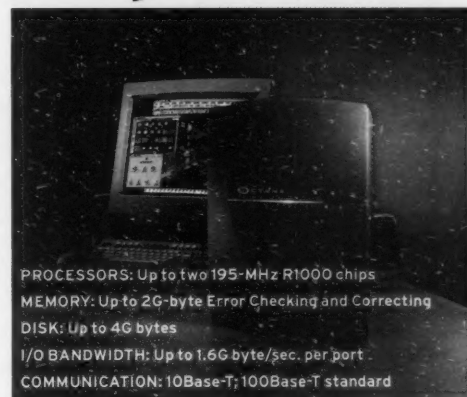 PROCESSORS: Up to two 195-MHz R1000 chips
MEMORY: Up to 2G-byte Error Checking and Correcting
DISK: Up to 4G bytes
I/O BANDWIDTH: Up to 1.6G byte/sec. per port
COMMUNICATION: 10Base-T; 100Base-T standard